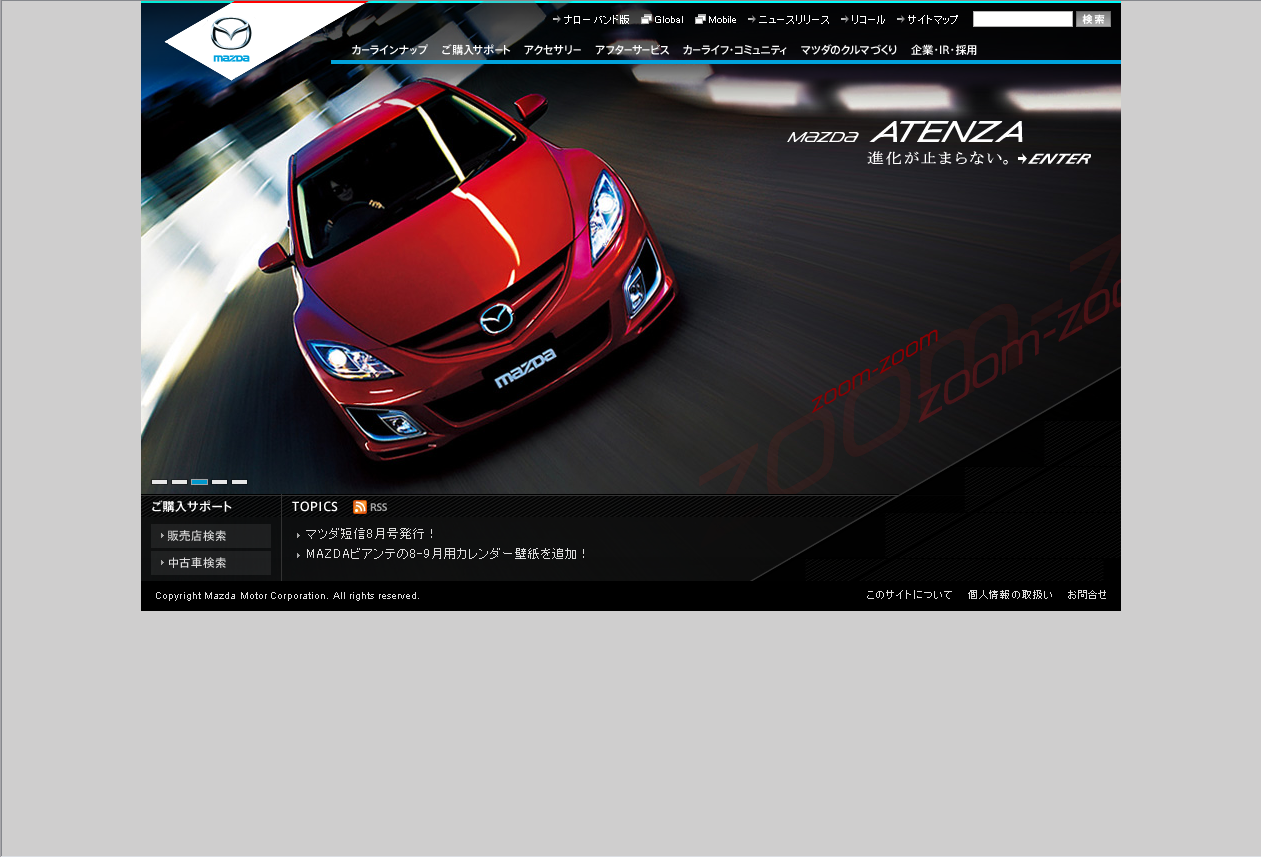 ナローバンド版 Global Mobile ニュースリリース リコール サイトマップ 検索
mazda
カーラインナップ ご購入サポート アクセサリー アフターサービス カーライフ・コミュニティ マツダのクルマづくり 企業・IR・採用
mazda ATENZA
進化が止まらない。 ENTER
mazda
zoom-zoom
zoom-zoo
zoom-z
ご購入サポート
販売店検索
中古車検索
TOPICS RSS
マツダ短信8月号発行!
MAZDAビアンテの8-9月用カレンダー壁紙を追加!
Copyright Mazda Motor Corporation. All rights reserved.
このサイトについて 個人情報の取扱い お問合せ